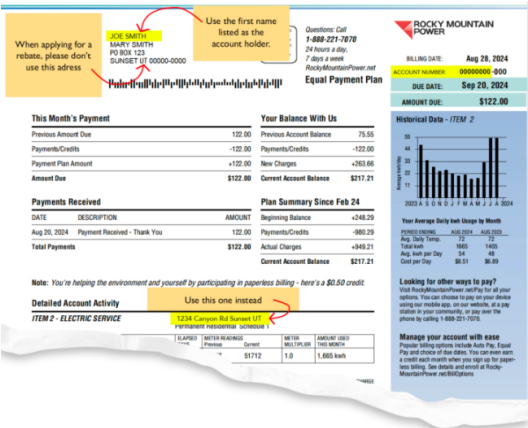 When applying for a
rebate, please don't
use this adress
JOE SMITH
MARY SMITH
PO BOX 123
SUNSET UT 00000-0000
Use the first name
listed as the
account holder.
Questions: Call
1-888-221-7070
24 hours a day,
7 days a week
RockyMountainPower.net
Equal Payment Plan
ROCKY MOUNTAIN
POWER
BILLING DATE: Aug 28, 2024
ACCOUNT NUMBER: 00000000-000
DUE DATE: Sep 20, 2024
AMOUNT DUE: $122.00
This Month's Payment
Previous Amount Due 122.00
Payments/Credits -122.00
Payment Plan Amount +122.00
Amount Due $122.00
Your Balance With Us
Previous Account Balance 75.55
Payments/Credits -122.00
New Charges +263.66
Current Account Balance $217.21
Payments Received
DATE DESCRIPTION AMOUNT
Aug 20, 2024 Payment Received - Thank You 122.00
Total Payments $122.00
Plan Summary Since Feb 24
Beginning Balance +248.29
Payments/Credits -980.29
Actual Charges +949.21
Current Account Balance $217.21
Note: You're helping the environment and yourself by participating in paperless billing - here's a $0.50 credit.
Detailed Account Activity
Use this one instead
ITEM 2 - ELECTRIC SERVICE
1234 Canyon Rd Sunset UT
Permanent Residential Schedule 1
ELAPSED
DAYS
METER READINGS
Previous Current
METER
MULTIPLIER
AMOUNT USED
THIS MONTH
51712 1.0 1,665 kwh
Historical Data - ITEM 2
Average kwh/day
55
44
33
22
11
2023 A S O N D J F M A M J J A 2024
Your Average Daily kwh Usage by Month
PERIOD ENDING AUG 2024 AUG 2023
Avg. Daily Temp. 72 72
Total kwh 1665 1405
Avg. kwh per Day 54 48
Cost per Day $8.51 $0.89
Looking for other ways to pay?
Visit RockyMountainPower.net/Pay for all your
options. You can choose to pay on your device
using our mobile app, on our website, at a pay
station in your community, or pay over the
phone by calling 1-888-221-7070.
Manage your account with ease
Popular billing options include Auto Pay, Equal
Pay and choice of due dates. You can even earn
a credit each month when you sign up for paper-
less billing. See details and enroll at Rocky-
MountainPower.net/BillOptions